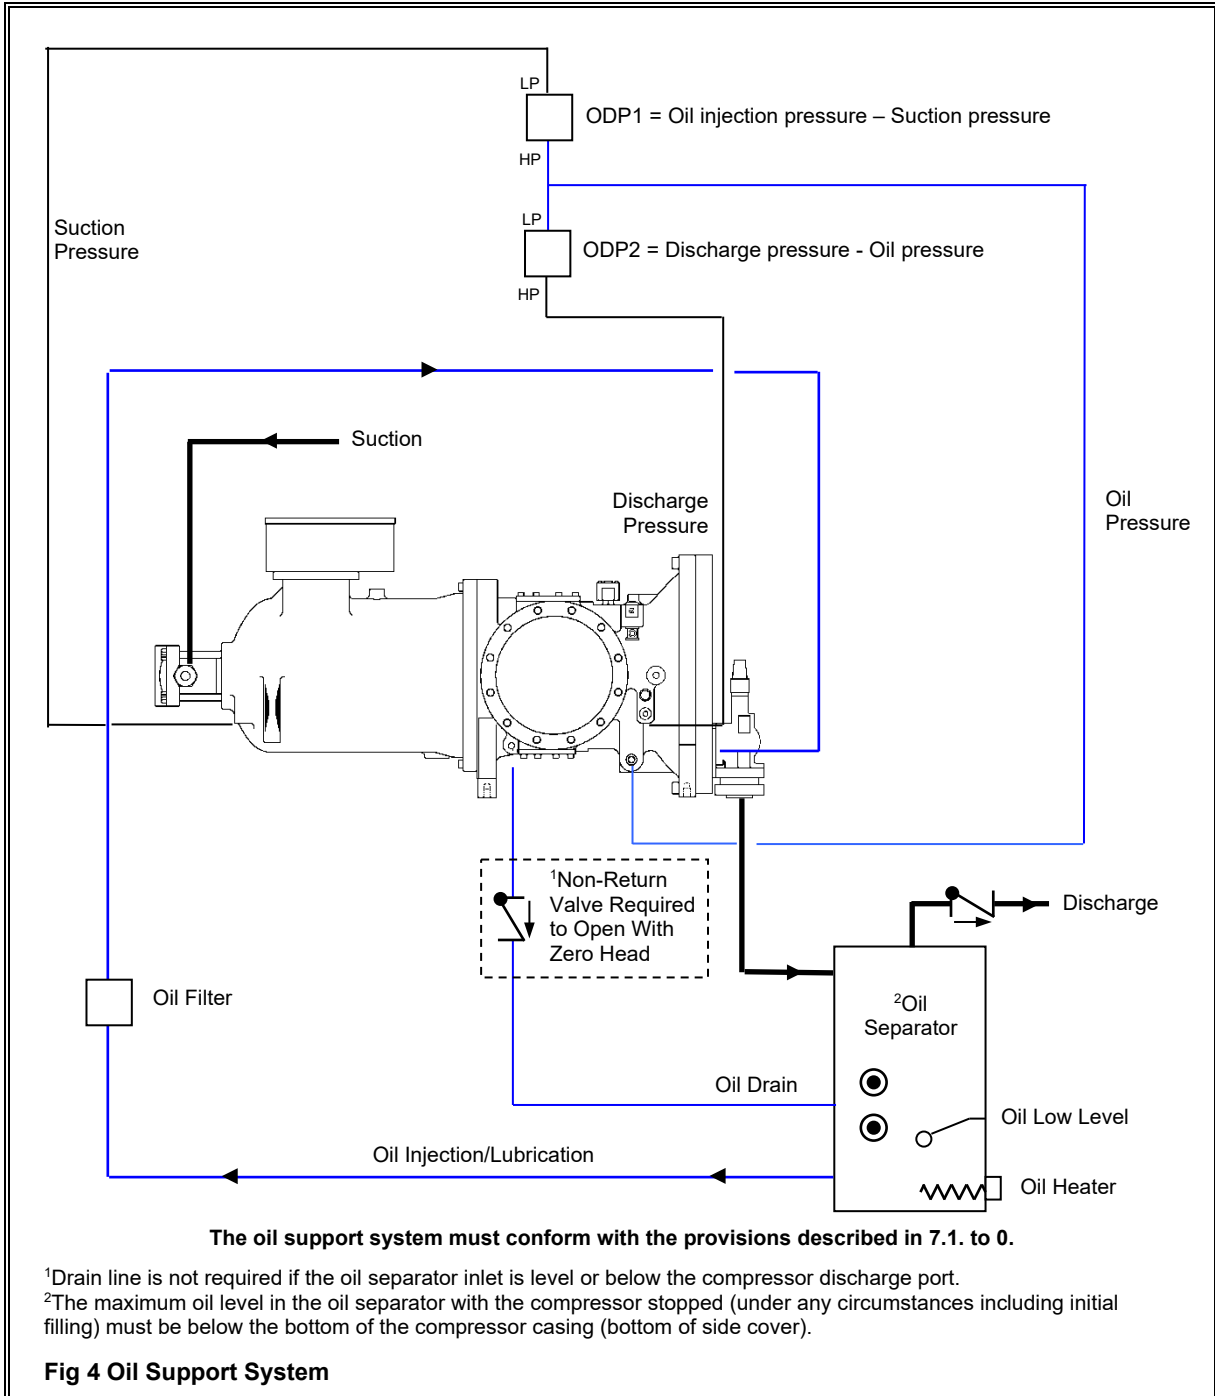 LP
ODP1 = Oil injection pressure – Suction pressure
HP
LP
ODP2 = Discharge pressure - Oil pressure
HP
Suction
Pressure
Suction
Discharge
Pressure
Oil
Pressure
¹Non-Return
Valve Required
to Open With
Zero Head
Discharge
Oil Filter
²Oil
Separator
Oil Drain
Oil Low Level
Oil Injection/Lubrication
Oil Heater
The oil support system must conform with the provisions described in 7.1. to 0.
¹Drain line is not required if the oil separator inlet is level or below the compressor discharge port.
²The maximum oil level in the oil separator with the compressor stopped (under any circumstances including initial
filling) must be below the bottom of the compressor casing (bottom of side cover).
Fig 4 Oil Support System